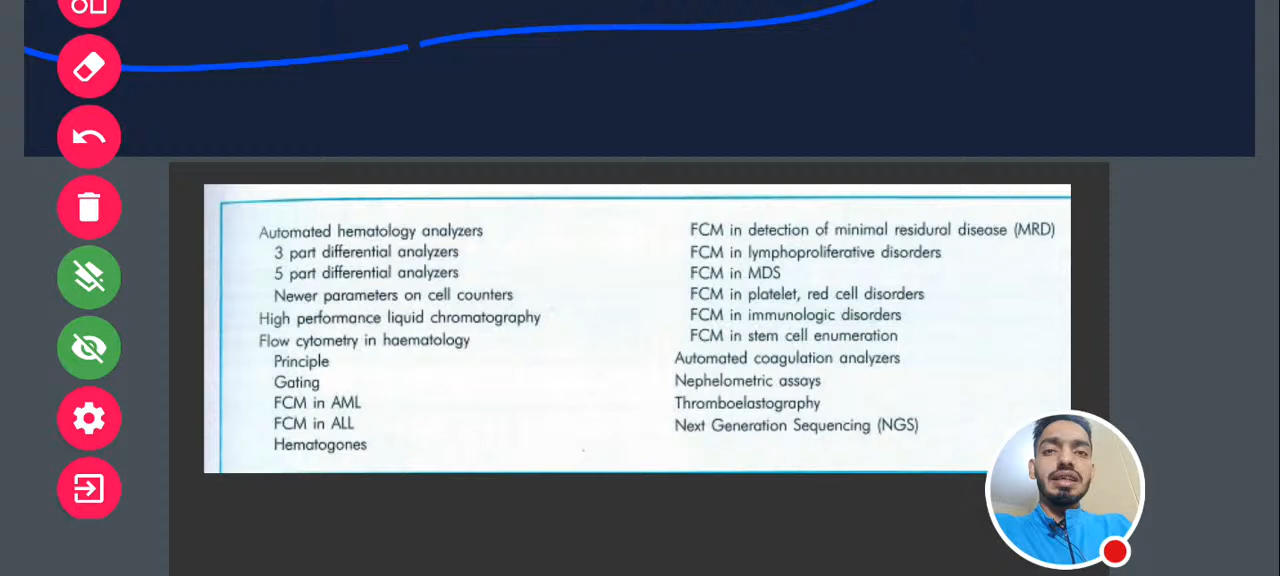 Automated hematology analyzers
3 part differential analyzers
5 part differential analyzers
Newer parameters on cell counters
High performance liquid chromatography
Flow cytometry in haematology
Principle
Gating
FCM in AML
FCM in ALL
Hematogones
FCM in detection of minimal residural disease (MRD)
FCM in lymphoproliferative disorders
FCM in MDS
FCM in platelet, red cell disorders
FCM in immunologic disorders
FCM in stem cell enumeration
Automated coagulation analyzers
Nephelometric assays
Thromboelastography
Next Generation Sequencing (NGS)